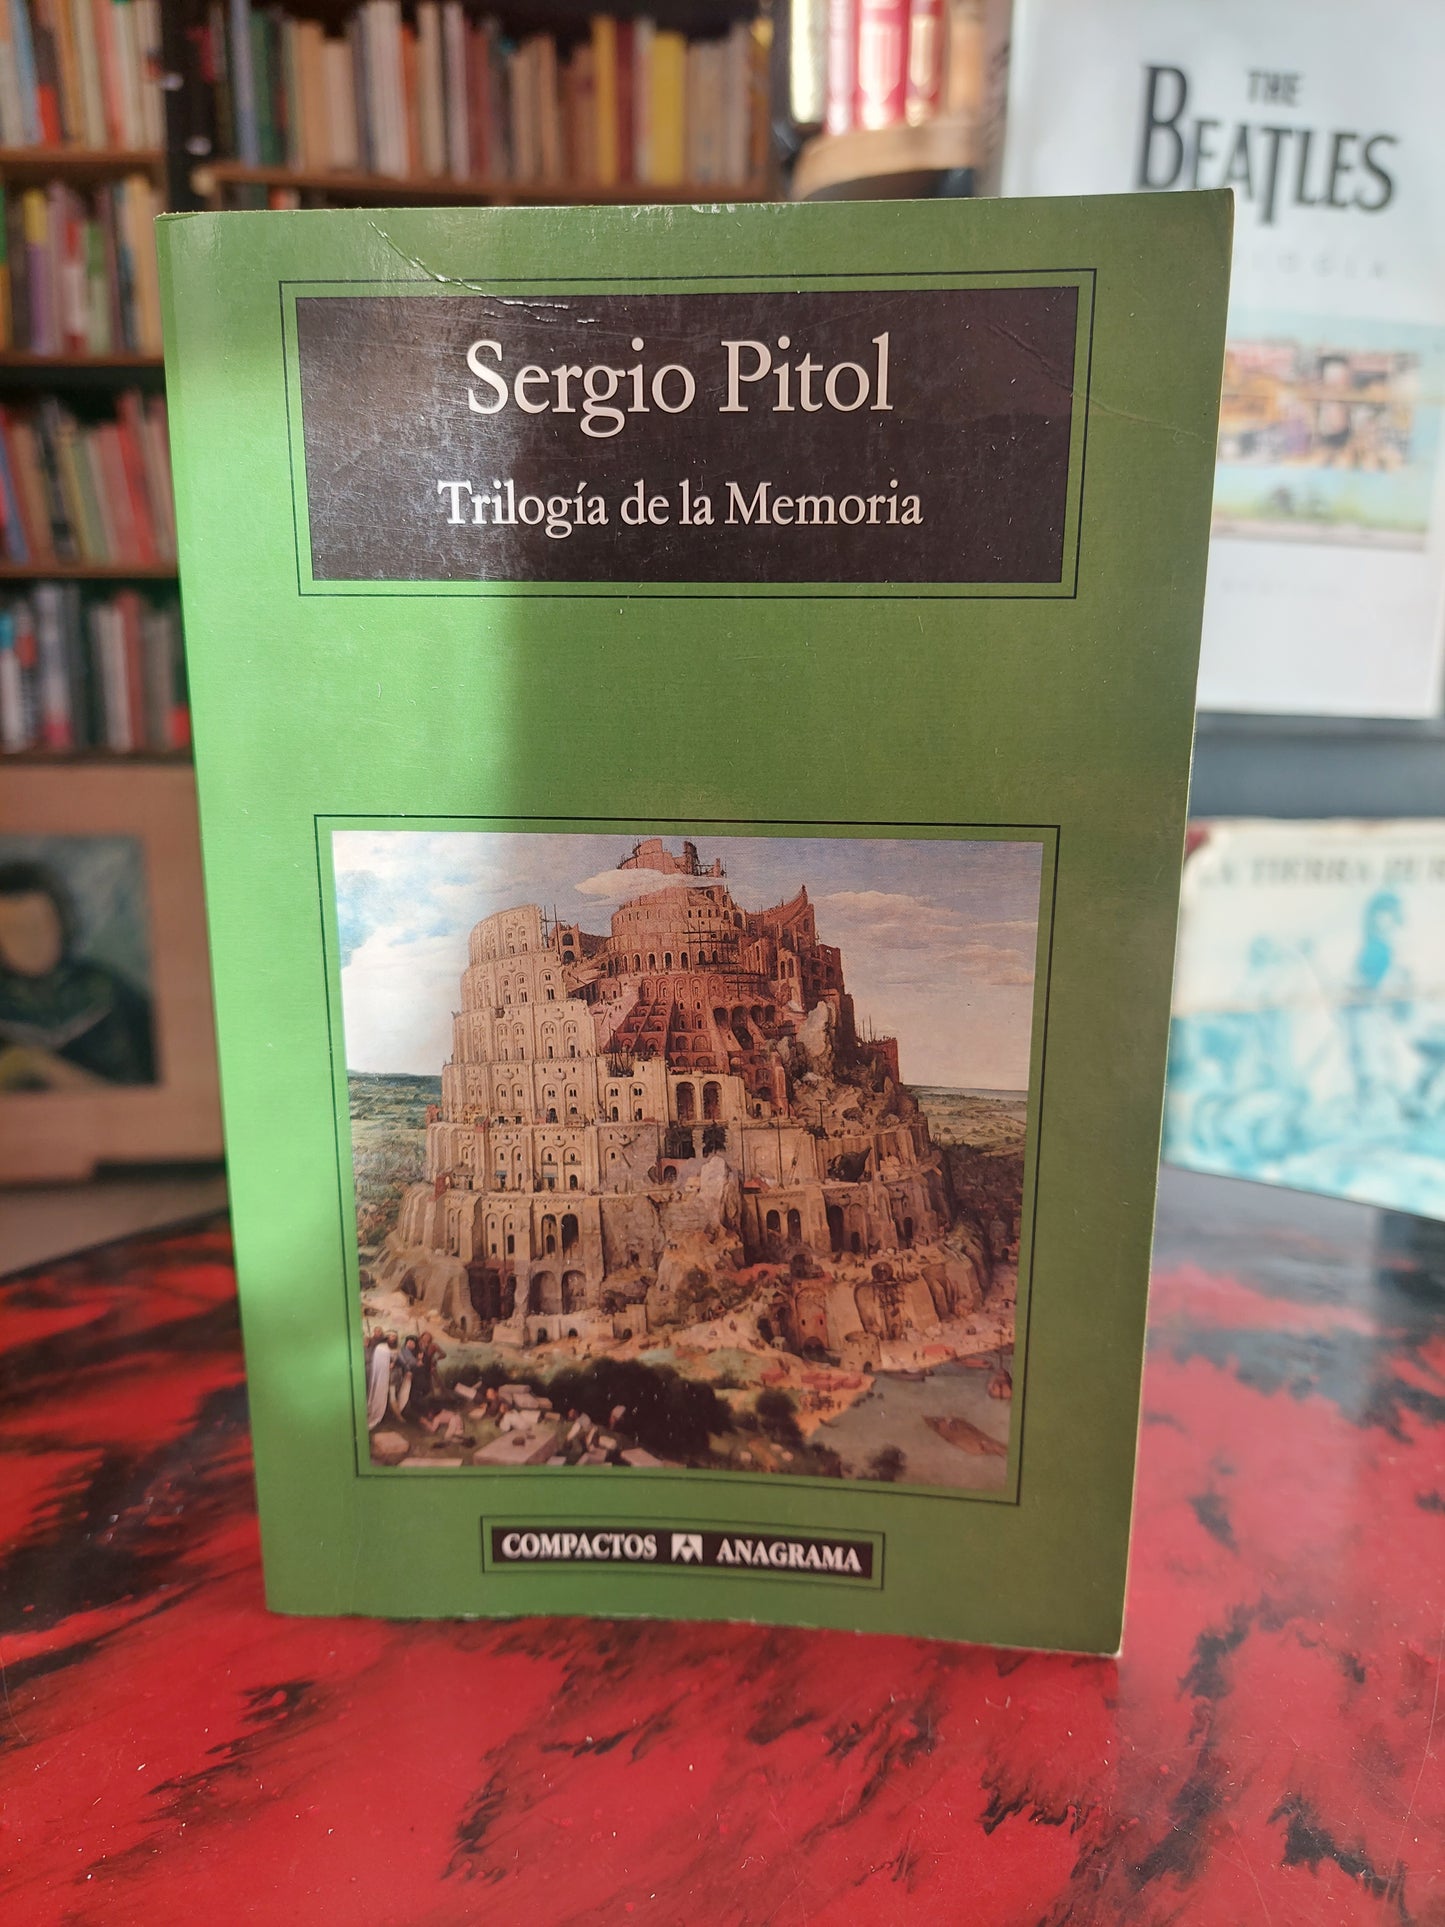 THE
BEATLES
Sergio Pitol
Trilogía de la Memoria
COMPACTOS ANAGRAMA